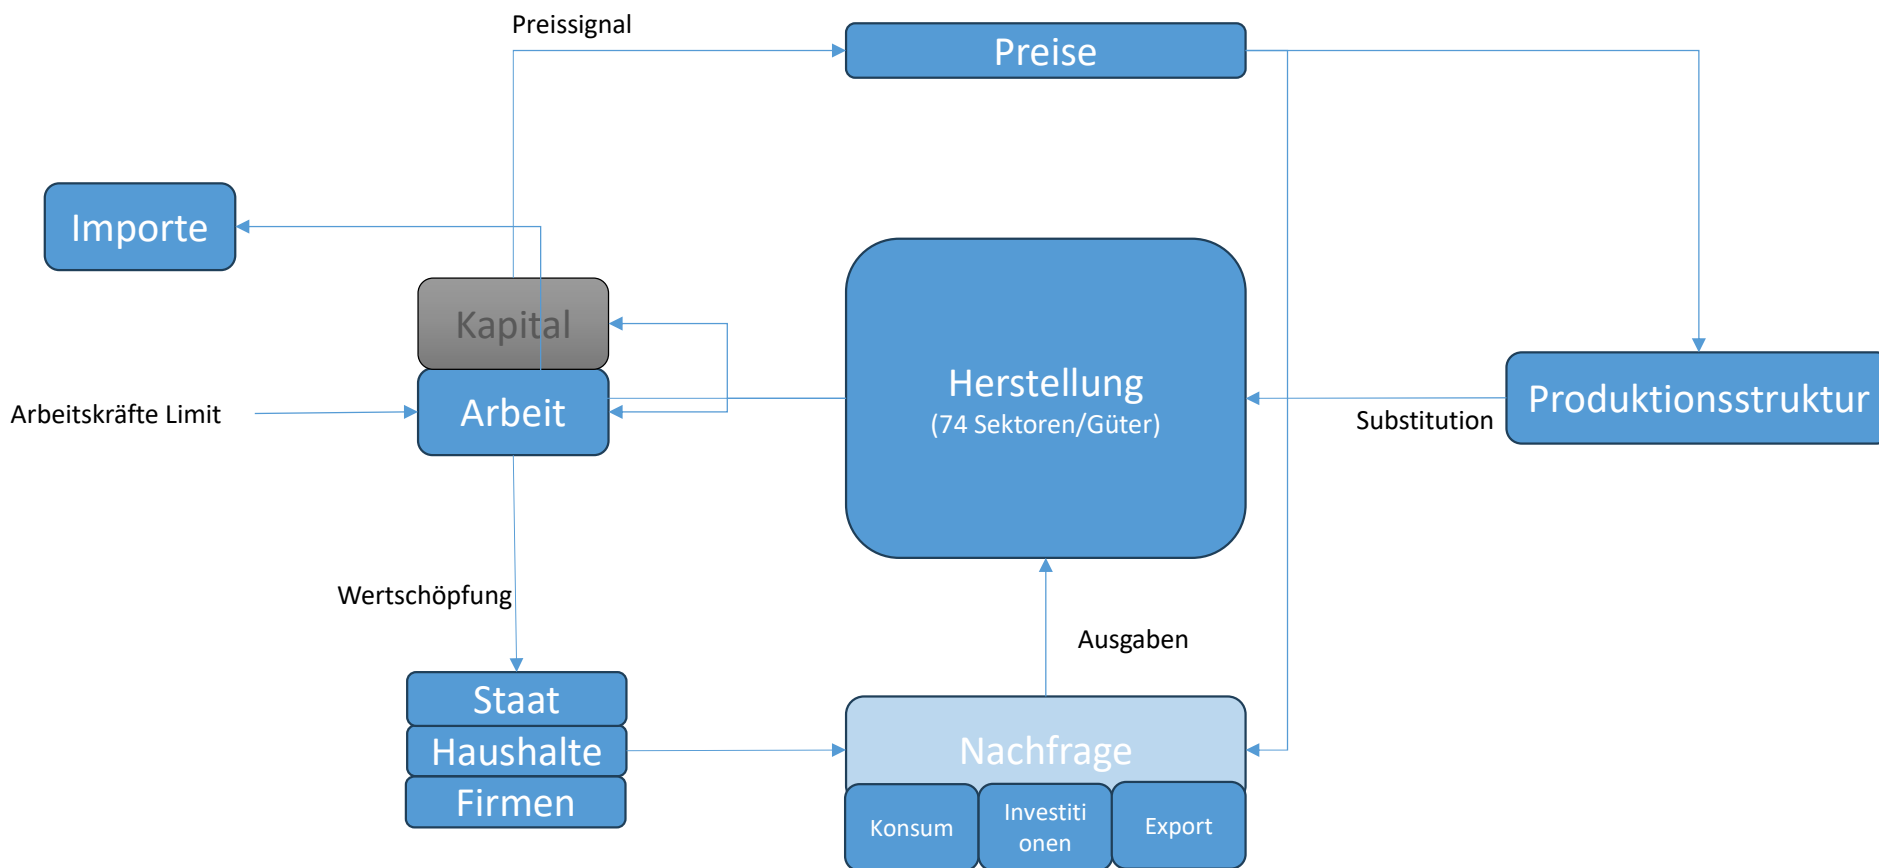 Preissignal
Preise
Importe
Kapital
Arbeitskräfte Limit
Arbeit
Herstellung
(74 Sektoren/Güter)
Substitution
Produktionsstruktur
Wertschöpfung
Ausgaben
Staat
Haushalte
Firmen
Nachfrage
Konsum
Investiti
onen
Export